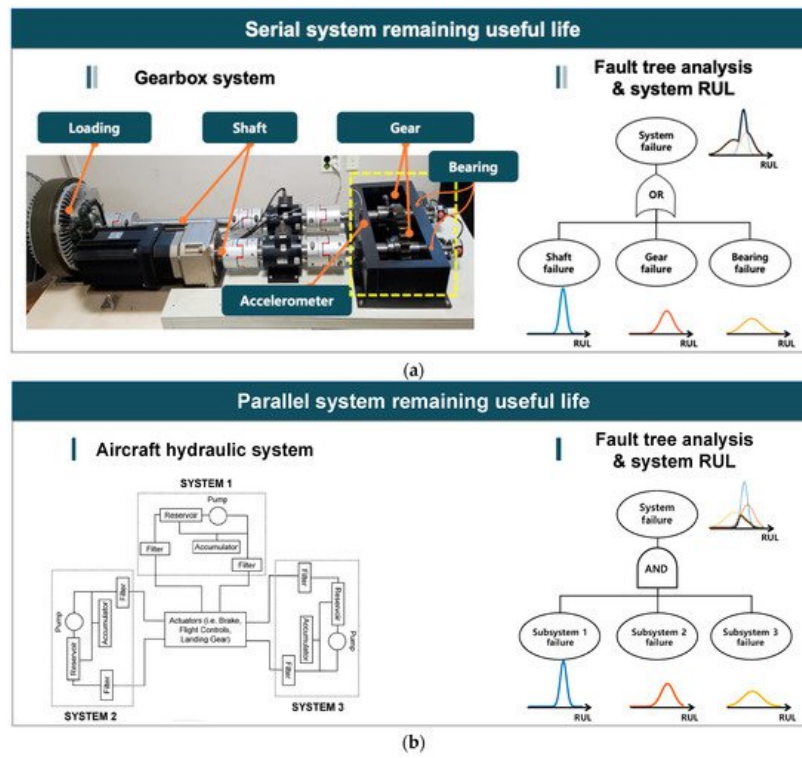 Serial system remaining useful life
Gearbox system
Fault tree analysis
& system RUL
Loading
Shaft
Gear
Bearing
Accelerometer
System
failure
RUL
OR
Shaft
failure
Gear
failure
Bearing
failure
RUL
RUL
RUL
(a)
Parallel system remaining useful life
Aircraft hydraulic system
Fault tree analysis
& system RUL
SYSTEM 1
Pump
Reservoir
Filter
Accumulator
Filter
SYSTEM 2
Pump
Reservoir
Accumulator
Filter
Filter
Actuators (i.e. Brake,
Flight Controls,
Landing Gear)
SYSTEM 3
Filter
Reservoir
Accumulator
Pump
Filter
System
failure
RUL
AND
Subsystem 1
failure
Subsystem 2
failure
Subsystem 3
failure
RUL
RUL
RUL
(b)